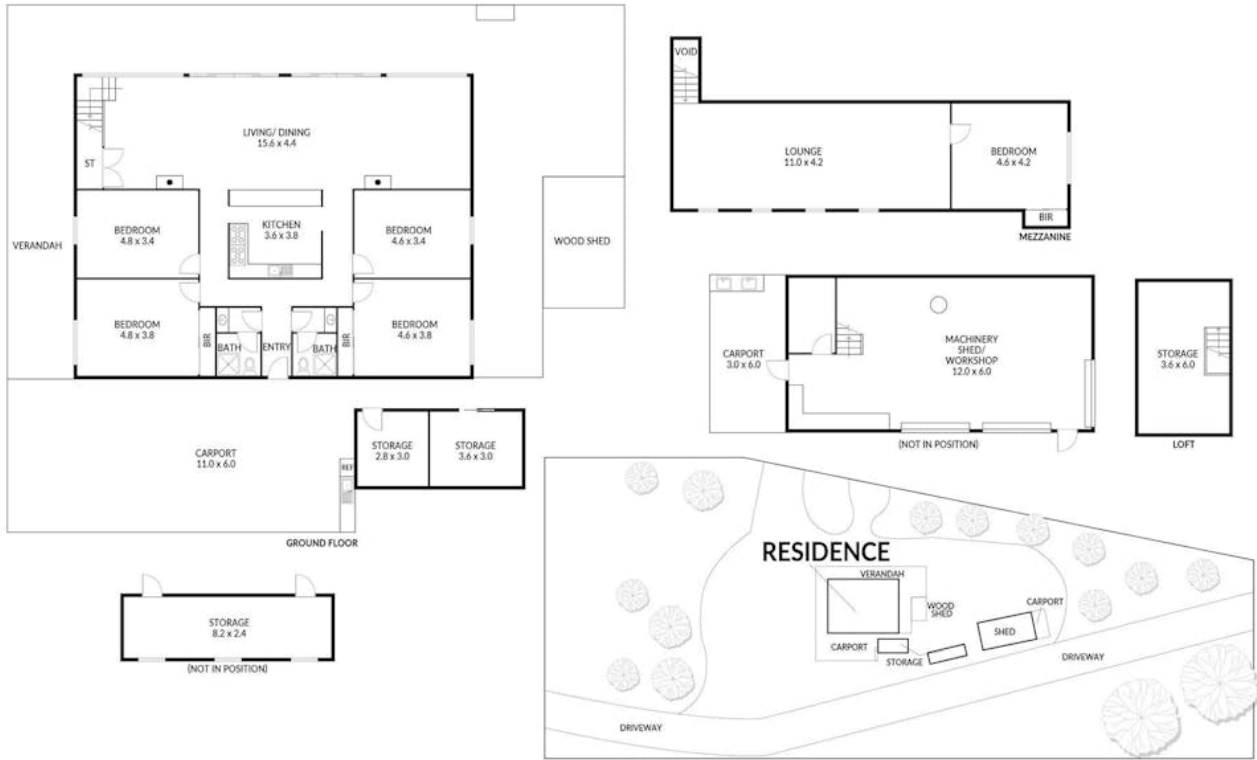 LIVING/ DINING
15.6 x 4.4
ST
BEDROOM
4.8 x 3.4
KITCHEN
3.6 x 3.8
BEDROOM
4.6 x 3.4
VERANDAH
WOOD SHED
BEDROOM
4.8 x 3.8
BIR
BATH
ENTRY
BATH
BIR
BEDROOM
4.6 x 3.8
CARPORT
11.0 x 6.0
REF
STORAGE
2.8 x 3.0
STORAGE
3.6 x 3.0
GROUND FLOOR
STORAGE
8.2 x 2.4
(NOT IN POSITION)
VOID
LOUNGE
11.0 x 4.2
BEDROOM
4.6 x 4.2
BIR
MEZZANINE
CARPORT
3.0 x 6.0
MACHINERY
SHED/
WORKSHOP
12.0 x 6.0
(NOT IN POSITION)
STORAGE
3.6 x 6.0
LOFT
RESIDENCE
VERANDAH
WOOD
SHED
CARPORT
SHED
CARPORT
STORAGE
DRIVEWAY
DRIVEWAY